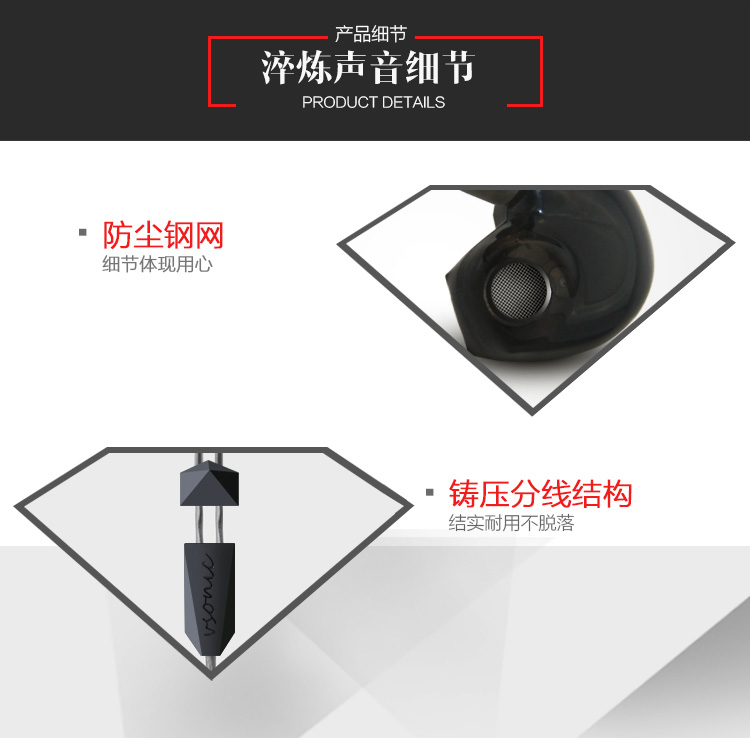 产品细节
淬炼声音细节
PRODUCT DETAILS
防尘钢网
细节体现用心
铸压分线结构
结实耐用不脱落
vsonic